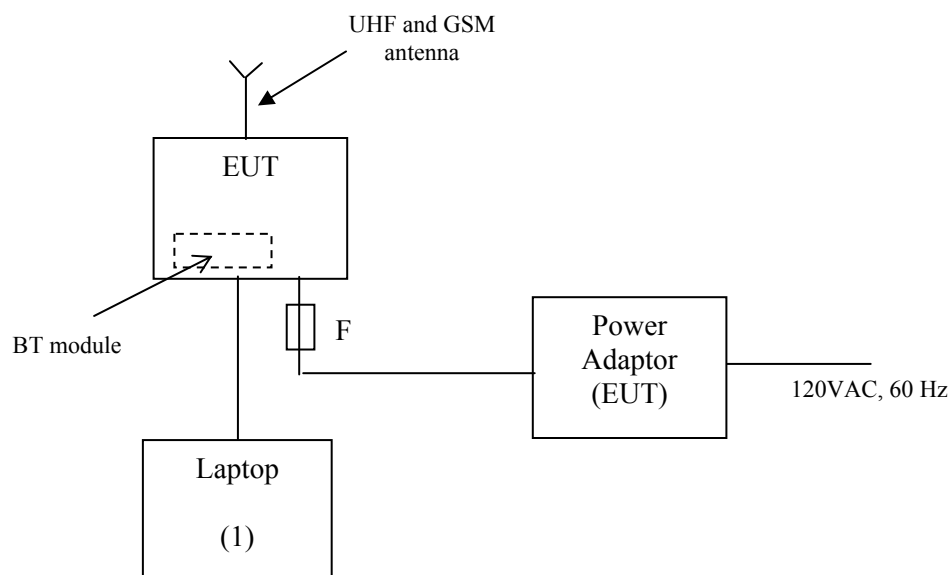 UHF and GSM
antenna
EUT
BT module
F
Power
Adaptor
(EUT)
120VAC, 60 Hz
Laptop
(1)